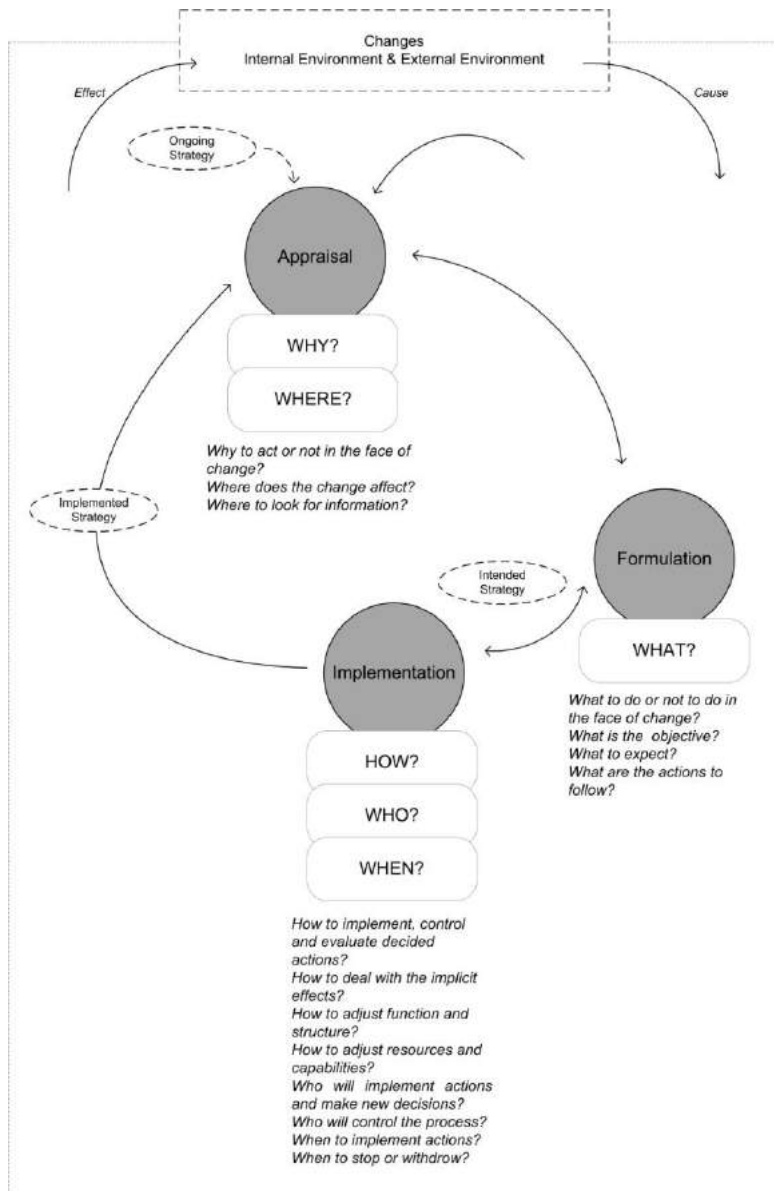 Changes
Internal Environment & External Environment
Effect
Cause
Ongoing
Strategy
Appraisal
WHY?
WHERE?
Why to act or not in the face of
change?
Where does the change affect?
Where to look for information?
Implemented
Strategy
Intended
Strategy
Formulation
WHAT?
What to do or not to do in
the face of change?
What is the objective?
What to expect?
What are the actions to
follow?
Implementation
HOW?
WHO?
WHEN?
How to implement, control
and evaluate decided
actions?
How to deal with the implicit
effects?
How to adjust function and
structure?
How to adjust resources and
capabilities?
Who will implement actions
and make new decisions?
Who will control the process?
When to implement actions?
When to stop or withdrow?